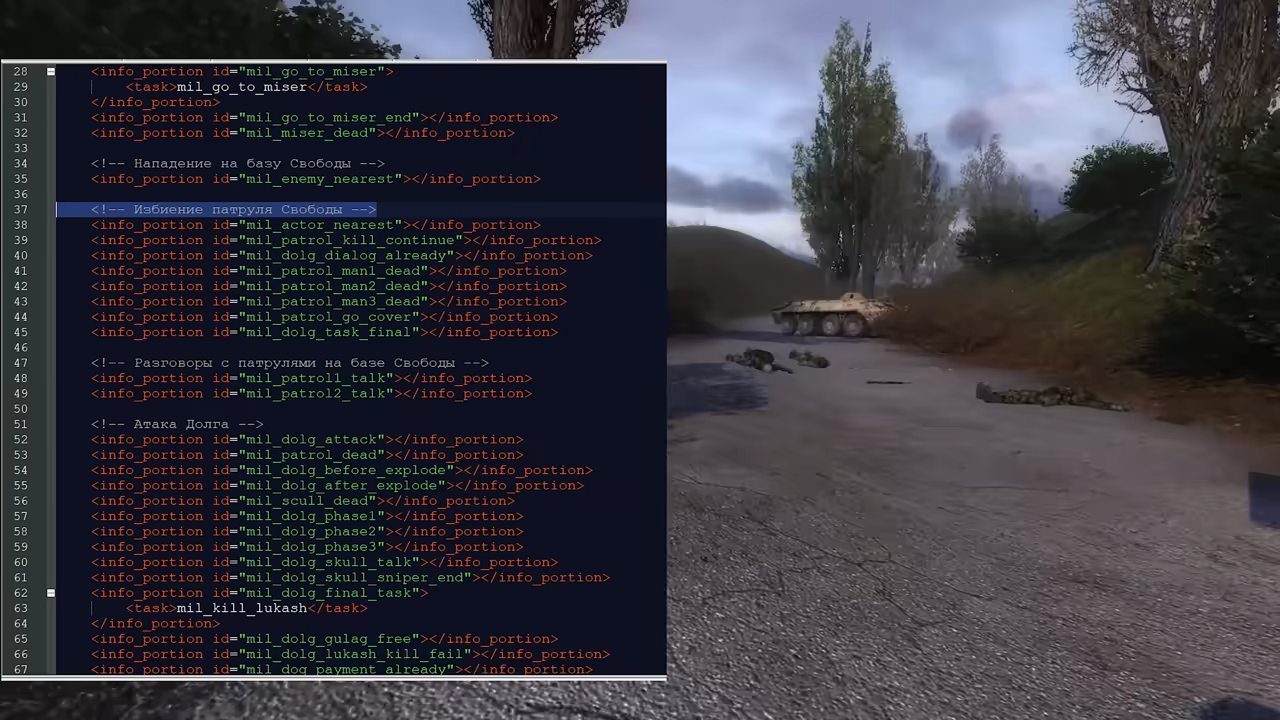 28 <info_portion id="mil_go_to_miser">
29 <task>mil_go_to_miser</task>
30 </info_portion>
31 <info_portion id="mil_go_to_miser_end"></info_portion>
32 <info_portion id="mil_miser_dead"></info_portion>
33
34 <!-- Нападение на базу Свободы -->
35 <info_portion id="mil_enemy_nearest"></info_portion>
36
37 <!-- Избиение патруля Свободы -->
38 <info_portion id="mil_actor_nearest"></info_portion>
39 <info_portion id="mil_patrol_kill_continue"></info_portion>
40 <info_portion id="mil_dolg_dialog_already"></info_portion>
41 <info_portion id="mil_patrol_man1_dead"></info_portion>
42 <info_portion id="mil_patrol_man2_dead"></info_portion>
43 <info_portion id="mil_patrol_man3_dead"></info_portion>
44 <info_portion id="mil_patrol_go_cover"></info_portion>
45 <info_portion id="mil_dolg_task_final"></info_portion>
46
47 <!-- Разговоры с патрулями на базе Свободы -->
48 <info_portion id="mil_patrol1_talk"></info_portion>
49 <info_portion id="mil_patrol2_talk"></info_portion>
50
51 <!-- Атака Долга -->
52 <info_portion id="mil_dolg_attack"></info_portion>
53 <info_portion id="mil_patrol_dead"></info_portion>
54 <info_portion id="mil_dolg_before_explode"></info_portion>
55 <info_portion id="mil_dolg_after_explode"></info_portion>
56 <info_portion id="mil_scull_dead"></info_portion>
57 <info_portion id="mil_dolg_phase1"></info_portion>
58 <info_portion id="mil_dolg_phase2"></info_portion>
59 <info_portion id="mil_dolg_phase3"></info_portion>
60 <info_portion id="mil_dolg_skull_talk"></info_portion>
61 <info_portion id="mil_dolg_skull_sniper_end"></info_portion>
62 <info_portion id="mil_dolg_final_task">
63 <task>mil_kill_lukash</task>
64 </info_portion>
65 <info_portion id="mil_dolg_gulag_free"></info_portion>
66 <info_portion id="mil_dolg_lukash_kill_fail"></info_portion>
67 <info_portion id="mil_dog_payment_already"></info_portion>